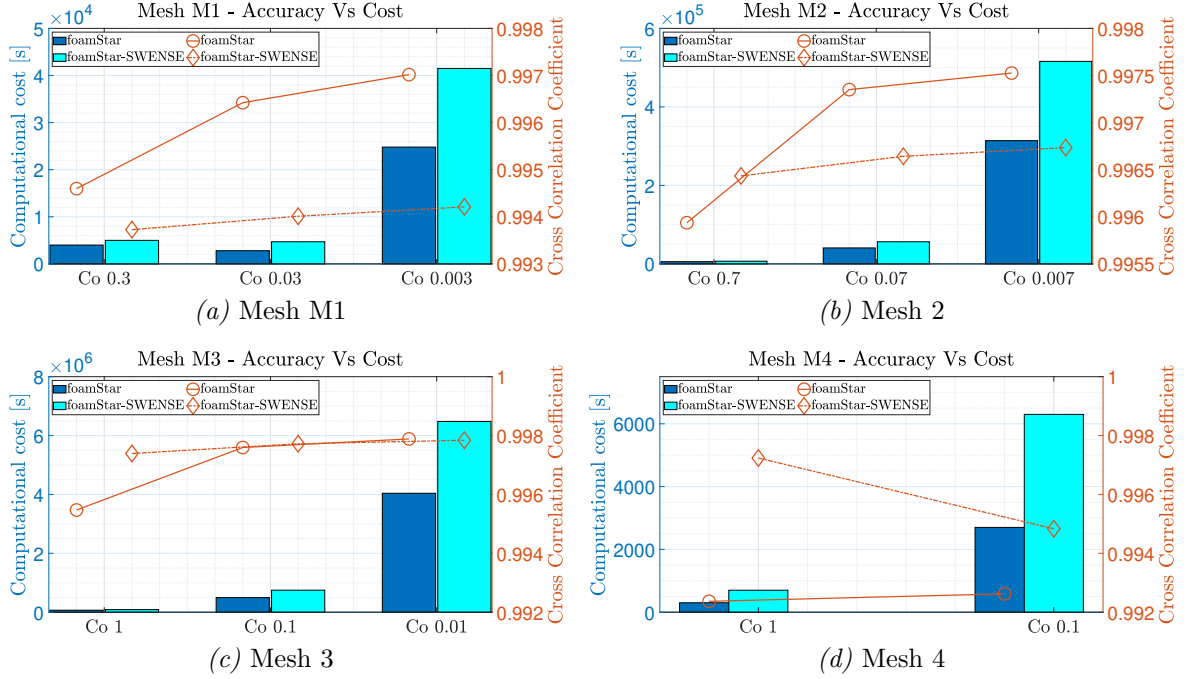 Mesh M1 - Accuracy Vs Cost
×10^4
foamStar
foamStar
foamStar-SWENSE
foamStar-SWENSE
Computational cost [s]
5
4
3
2
1
0
Cross Correlation Coefficient
0.998
0.997
0.996
0.995
0.994
0.993
Co 0.3
Co 0.03
Co 0.003
(a) Mesh M1
Mesh M2 - Accuracy Vs Cost
×10^5
foamStar
foamStar
foamStar-SWENSE
foamStar-SWENSE
Computational cost [s]
6
4
2
0
Cross Correlation Coefficient
0.998
0.9975
0.997
0.9965
0.996
0.9955
Co 0.7
Co 0.07
Co 0.007
(b) Mesh 2
Mesh M3 - Accuracy Vs Cost
×10^6
foamStar
foamStar
foamStar-SWENSE
foamStar-SWENSE
Computational cost [s]
8
6
4
2
0
Cross Correlation Coefficient
1
0.998
0.996
0.994
0.992
Co 1
Co 0.1
Co 0.01
(c) Mesh 3
Mesh M4 - Accuracy Vs Cost
foamStar
foamStar
foamStar-SWENSE
foamStar-SWENSE
Computational cost [s]
6000
4000
2000
0
Cross Correlation Coefficient
1
0.998
0.996
0.994
0.992
Co 1
Co 0.1
(d) Mesh 4